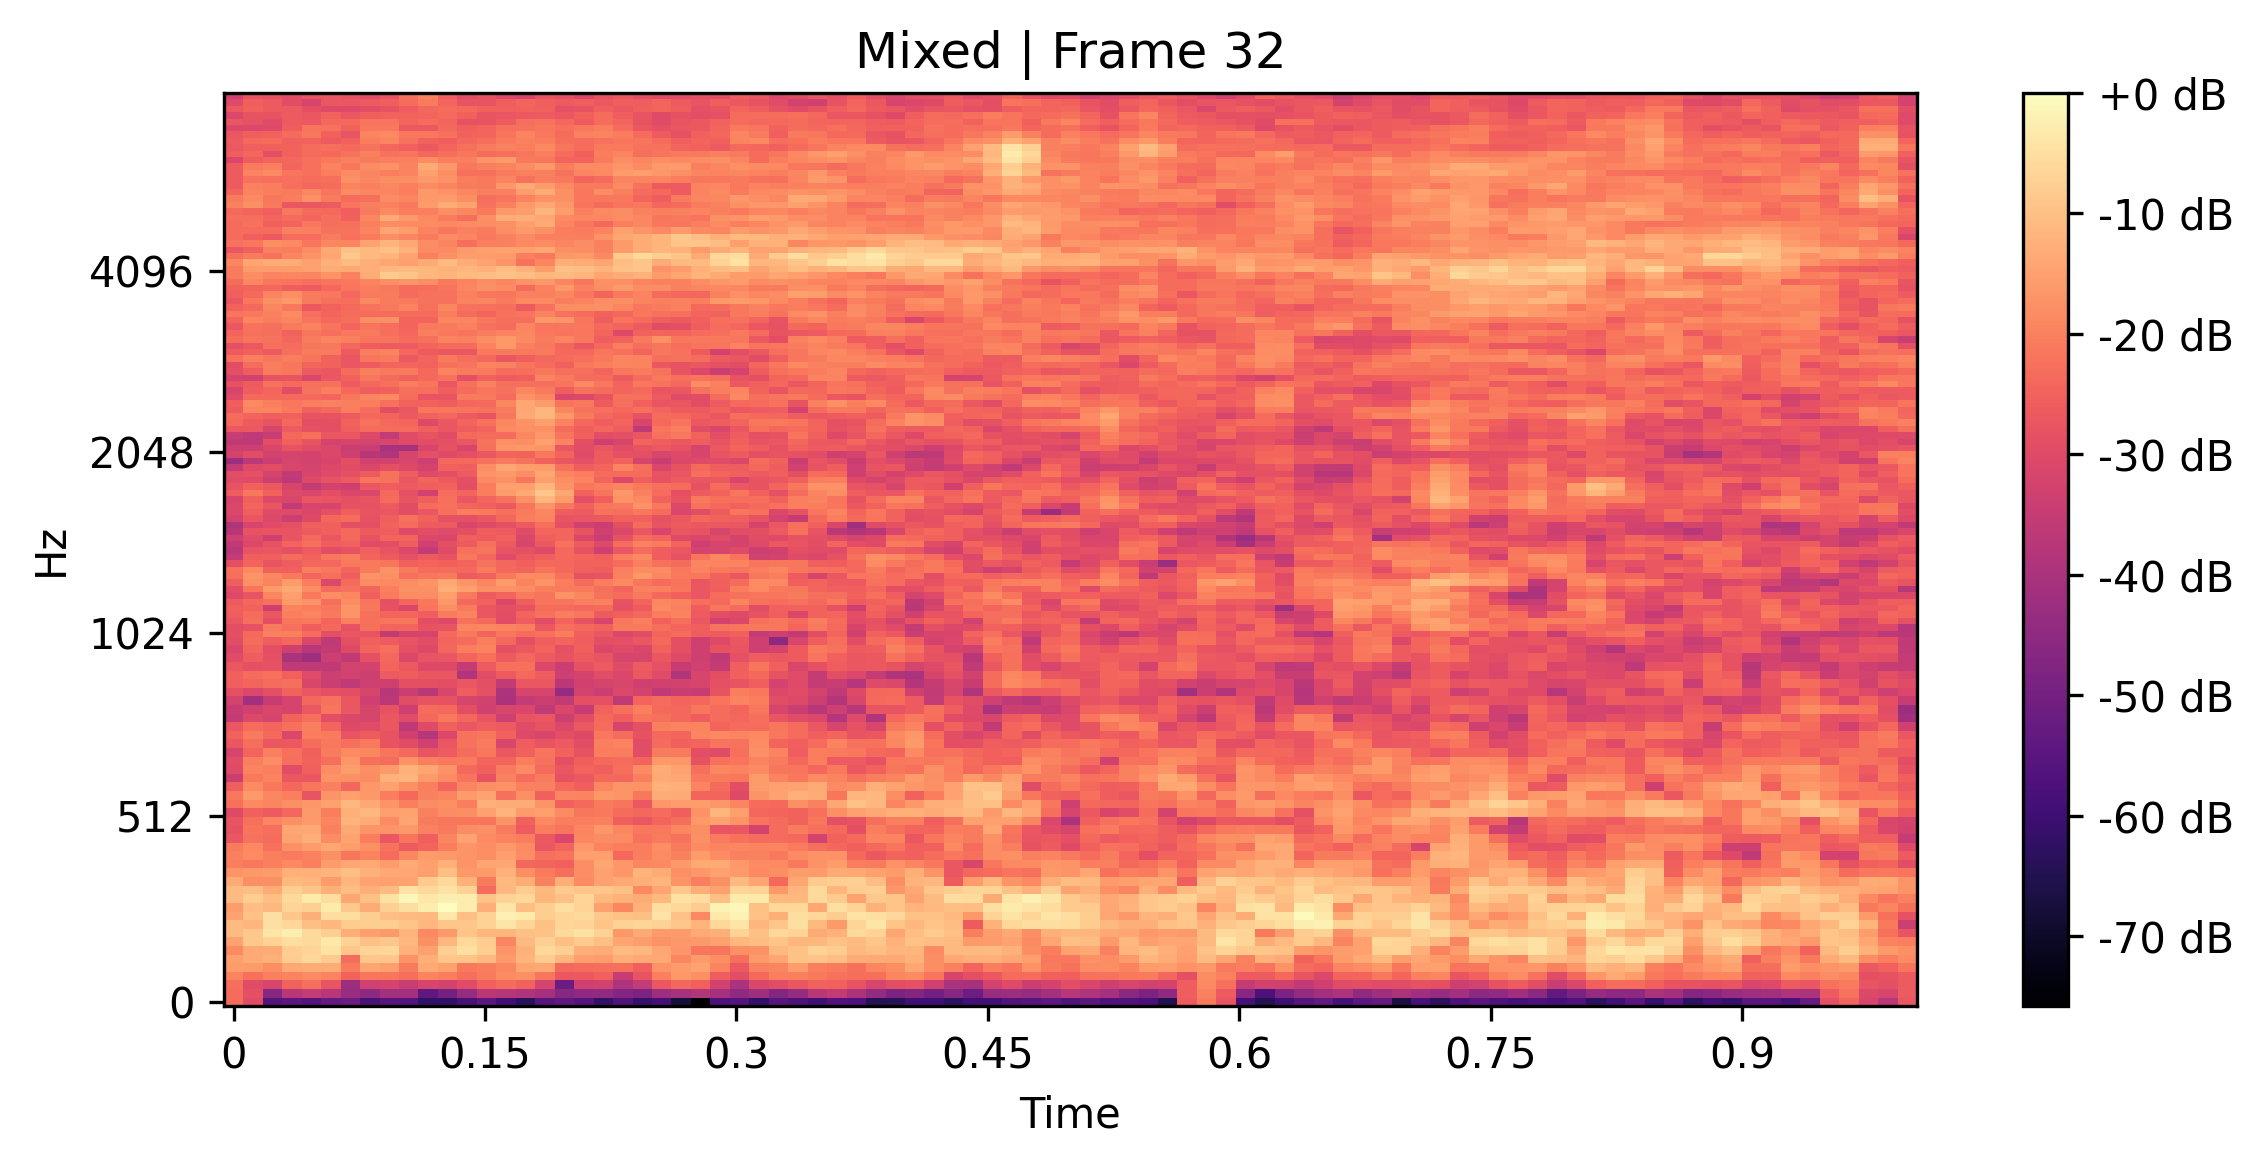 Mixed | Frame 32
+0 dB
-10 dB
-20 dB
-30 dB
-40 dB
-50 dB
-60 dB
-70 dB
Hz
4096
2048
1024
512
0
0 0.15 0.3 0.45 0.6 0.75 0.9
Time